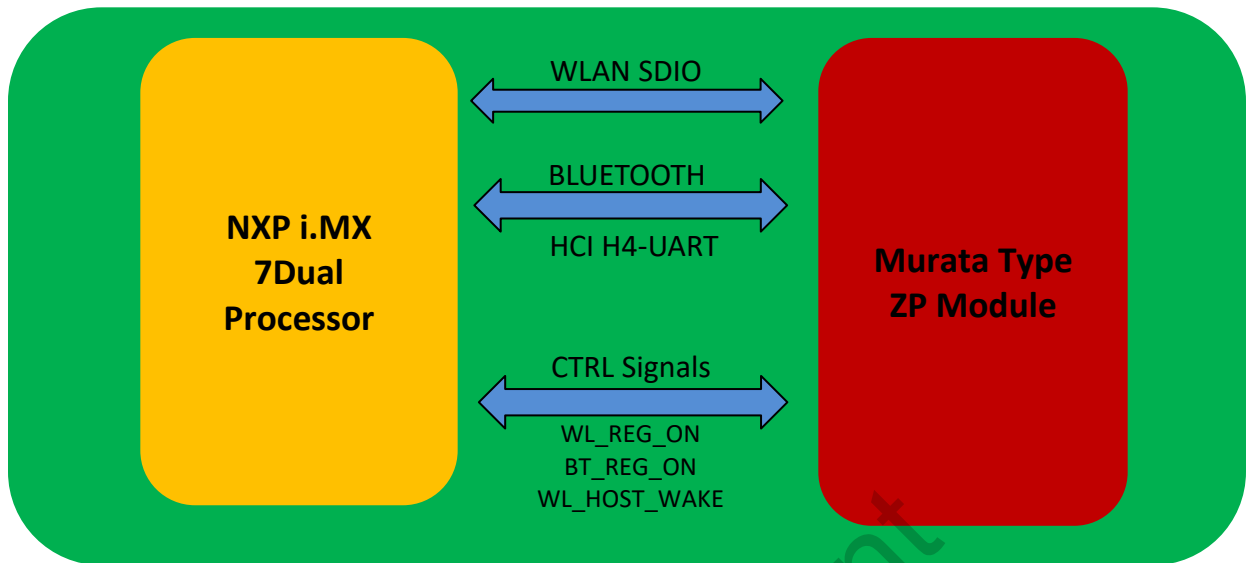 WLAN SDIO
BLUETOOTH
HCI H4-UART
NXP i.MX
7Dual
Processor
Murata Type
ZP Module
CTRL Signals
WL_REG_ON
BT_REG_ON
WL_HOST_WAKE